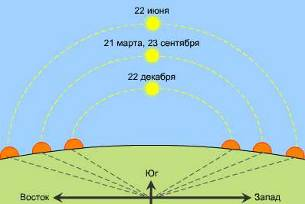 22 июня
21 марта, 23 сентября
22 декабря
Юг
Восток
Запад